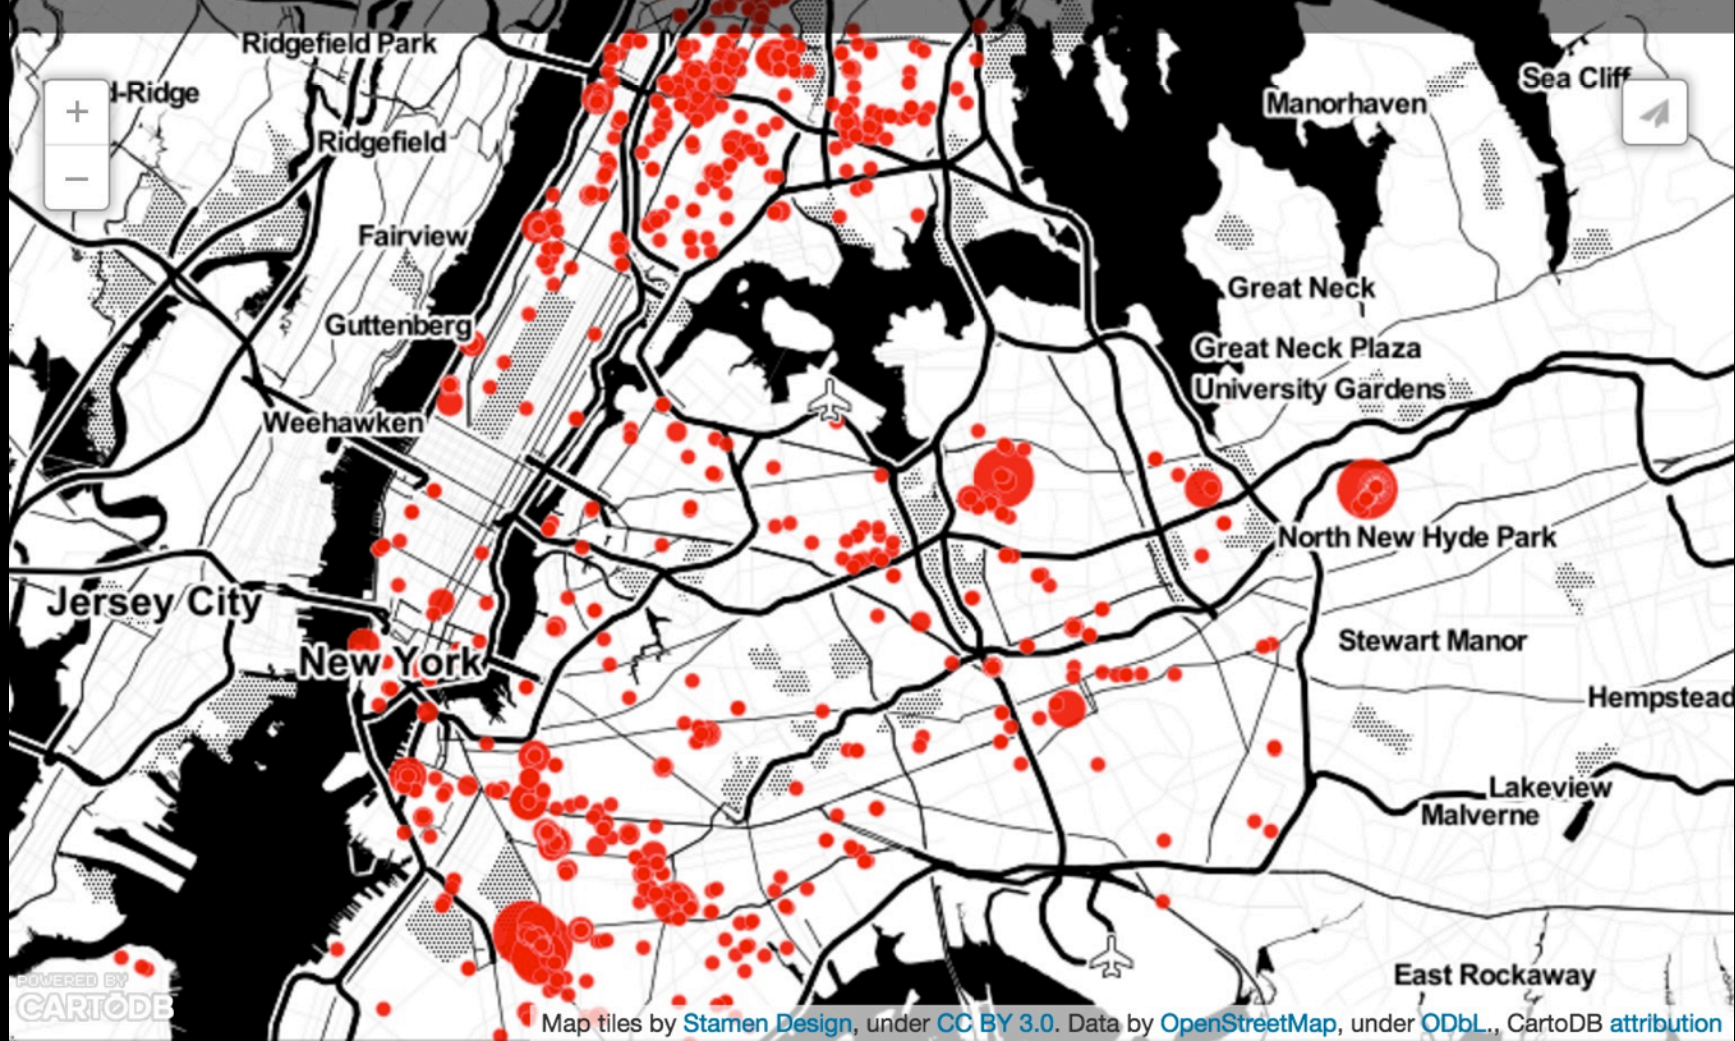 Ridgefield Park
Sea Cliff
d-Ridge
Manorhaven
Ridgefield
Fairview
Great Neck
Guttenberg
Great Neck Plaza
University Gardens
Weehawken
North New Hyde Park
Jersey City
Stewart Manor
New York
Hempstead
Lakeview
Malverne
East Rockaway
POWERED BY
CARTODB
Map tiles by Stamen Design, under CC BY 3.0. Data by OpenStreetMap, under ODbL., CartoDB attribution